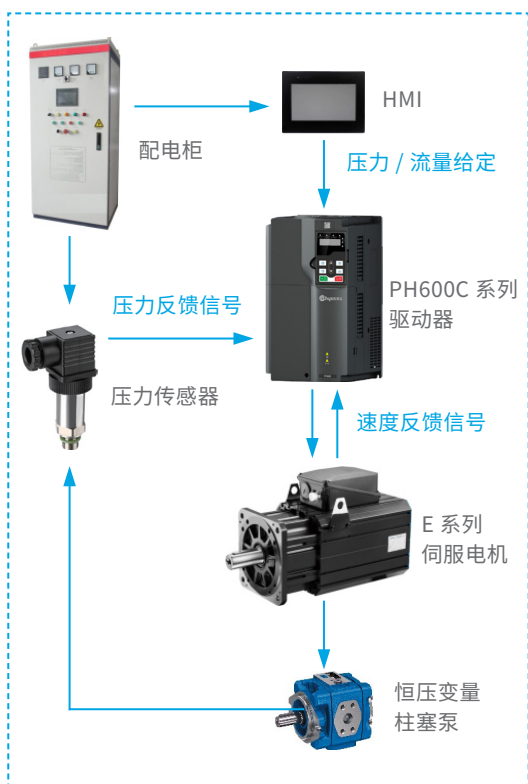 HMI
配电柜
压力 / 流量给定
PH600C 系列
驱动器
压力反馈信号
压力传感器
速度反馈信号
E 系列
伺服电机
恒压变量
柱塞泵